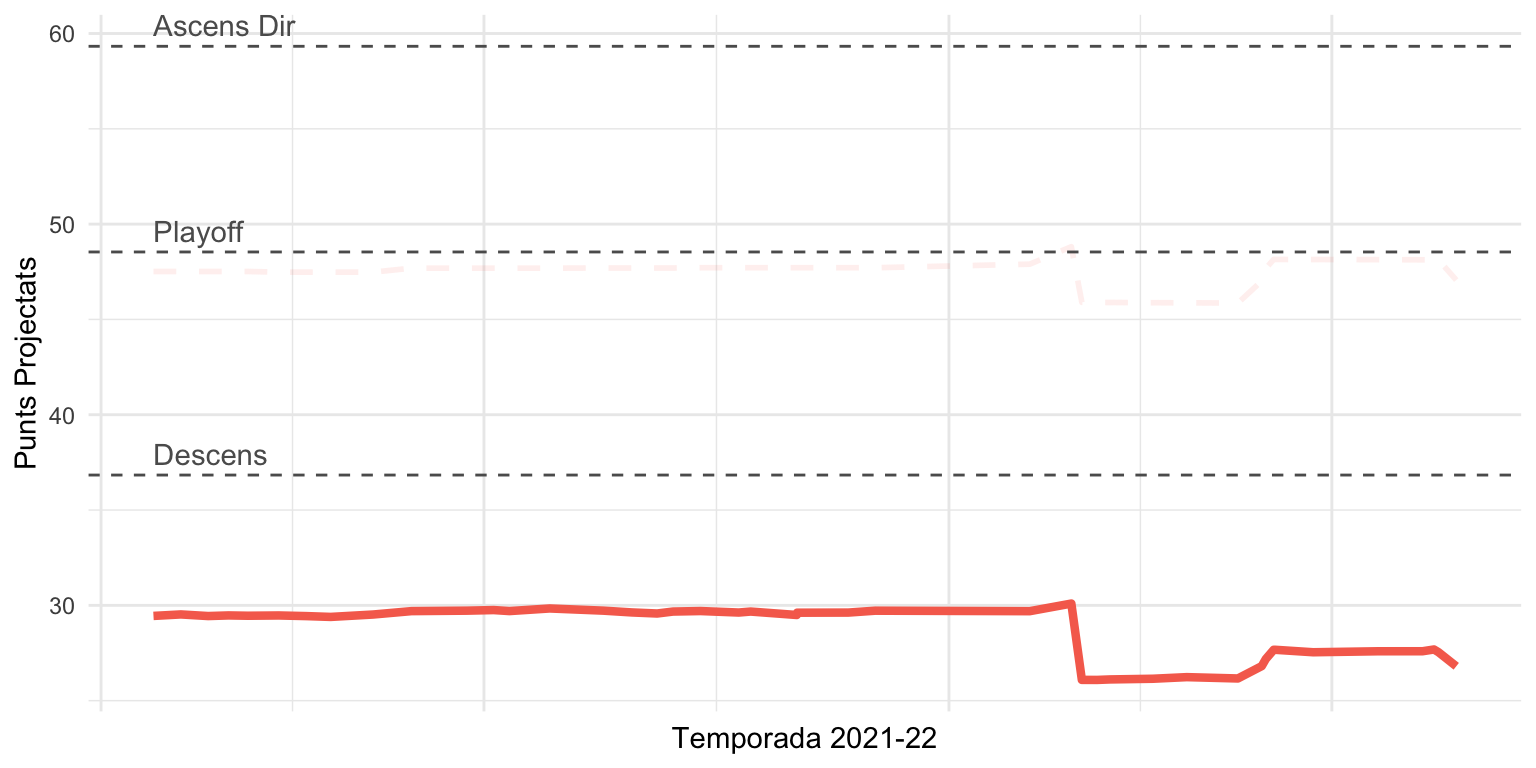 Ascens Dir
60
Playoff
50
40
Descens
30
Punts Projectats
Temporada 2021-22